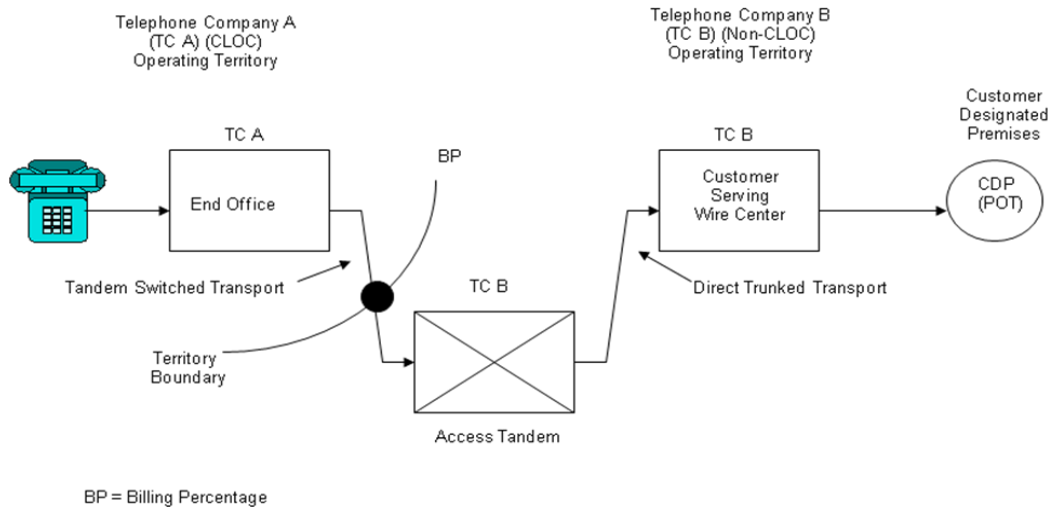 Telephone Company A
(TC A) (CLOC)
Operating Territory
Telephone Company B
(TC B) (Non-CLOC)
Operating Territory
Customer
Designated
Premises
TC A
BP
TC B
End Office
Customer
Serving
Wire Center
CDP
(POT)
Tandem Switched Transport
TC B
Direct Trunked Transport
Territory
Boundary
Access Tandem
BP = Billing Percentage